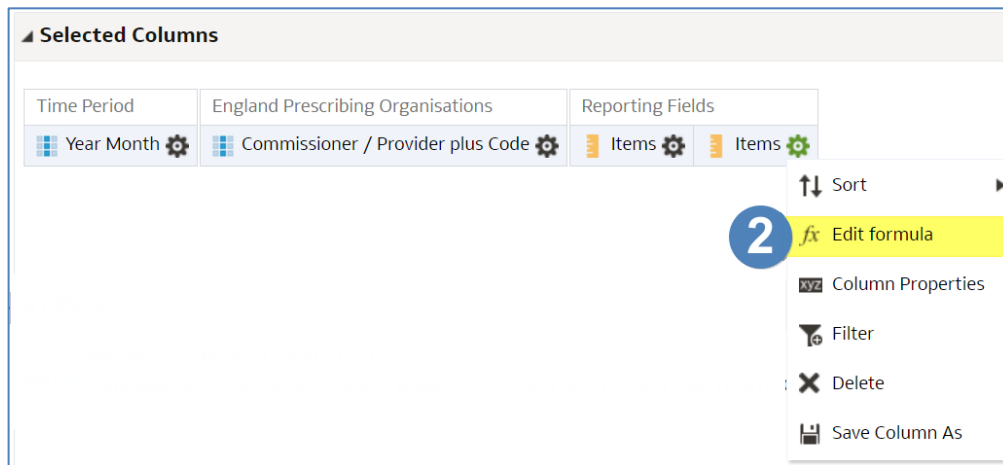 Selected Columns
Time Period England Prescribing Organisations Reporting Fields
Year Month Commissioner / Provider plus Code Items Items
Sort
2 fx Edit formula
xyz Column Properties
Filter
Delete
Save Column As